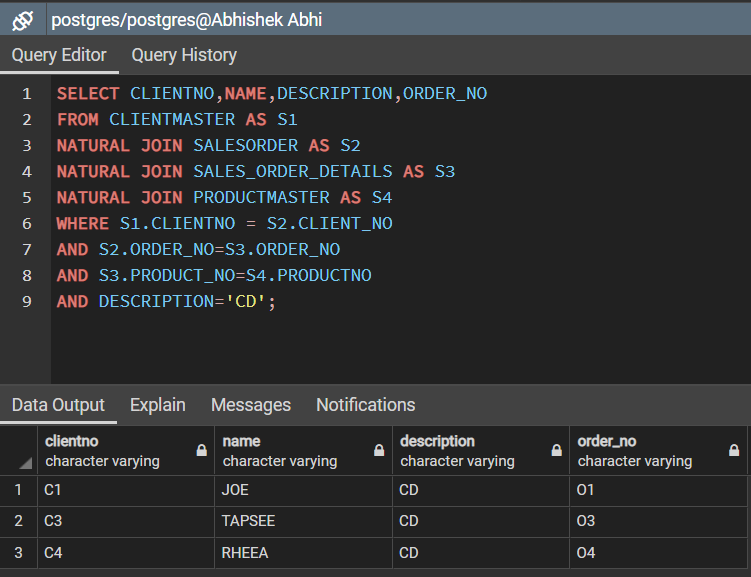 postgres/postgres@Abhishek Abhi
Query Editor Query History
1 SELECT CLIENTNO,NAME,DESCRIPTION,ORDER_NO
2 FROM CLIENTMASTER AS S1
3 NATURAL JOIN SALESORDER AS S2
4 NATURAL JOIN SALES_ORDER_DETAILS AS S3
5 NATURAL JOIN PRODUCTMASTER AS S4
6 WHERE S1.CLIENTNO = S2.CLIENT_NO
7 AND S2.ORDER_NO=S3.ORDER_NO
8 AND S3.PRODUCT_NO=S4.PRODUCTNO
9 AND DESCRIPTION='CD';
Data Output Explain Messages Notifications
clientno name description order_no
character varying character varying character varying character varying
1 C1 JOE CD O1
2 C3 TAPSEE CD O3
3 C4 RHEEA CD O4